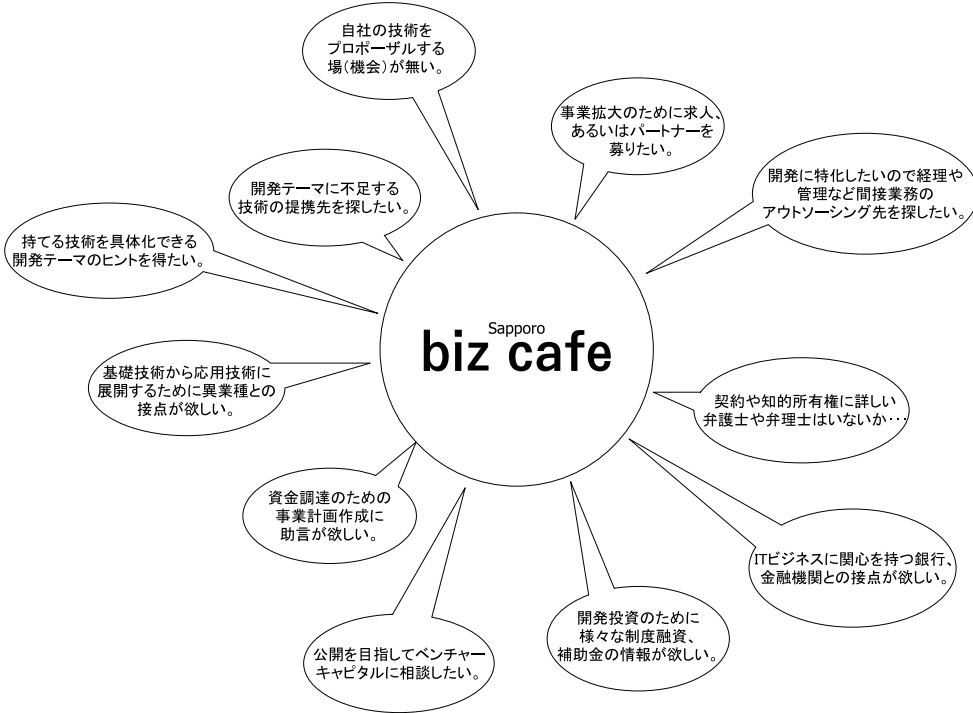 自社の技術を
プロポーザルする
場(機会)が無い。
事業拡大のために求人、
あるいはパートナーを
募りたい。
開発に特化したいので経理や
管理など間接業務の
アウトソーシング先を探したい。
開発テーマに不足する
技術の提携先を探したい。
持てる技術を具体化できる
開発テーマのヒントを得たい。
Sapporo
biz cafe
基礎技術から応用技術に
展開するために異業種との
接点が欲しい。
契約や知的所有権に詳しい
弁護士や弁理士はいないか…
資金調達のための
事業計画作成に
助言が欲しい。
ITビジネスに関心を持つ銀行、
金融機関との接点が欲しい。
開発投資のために
様々な制度融資、
補助金の情報が欲しい。
公開を目指してベンチャー
キャピタルに相談したい。